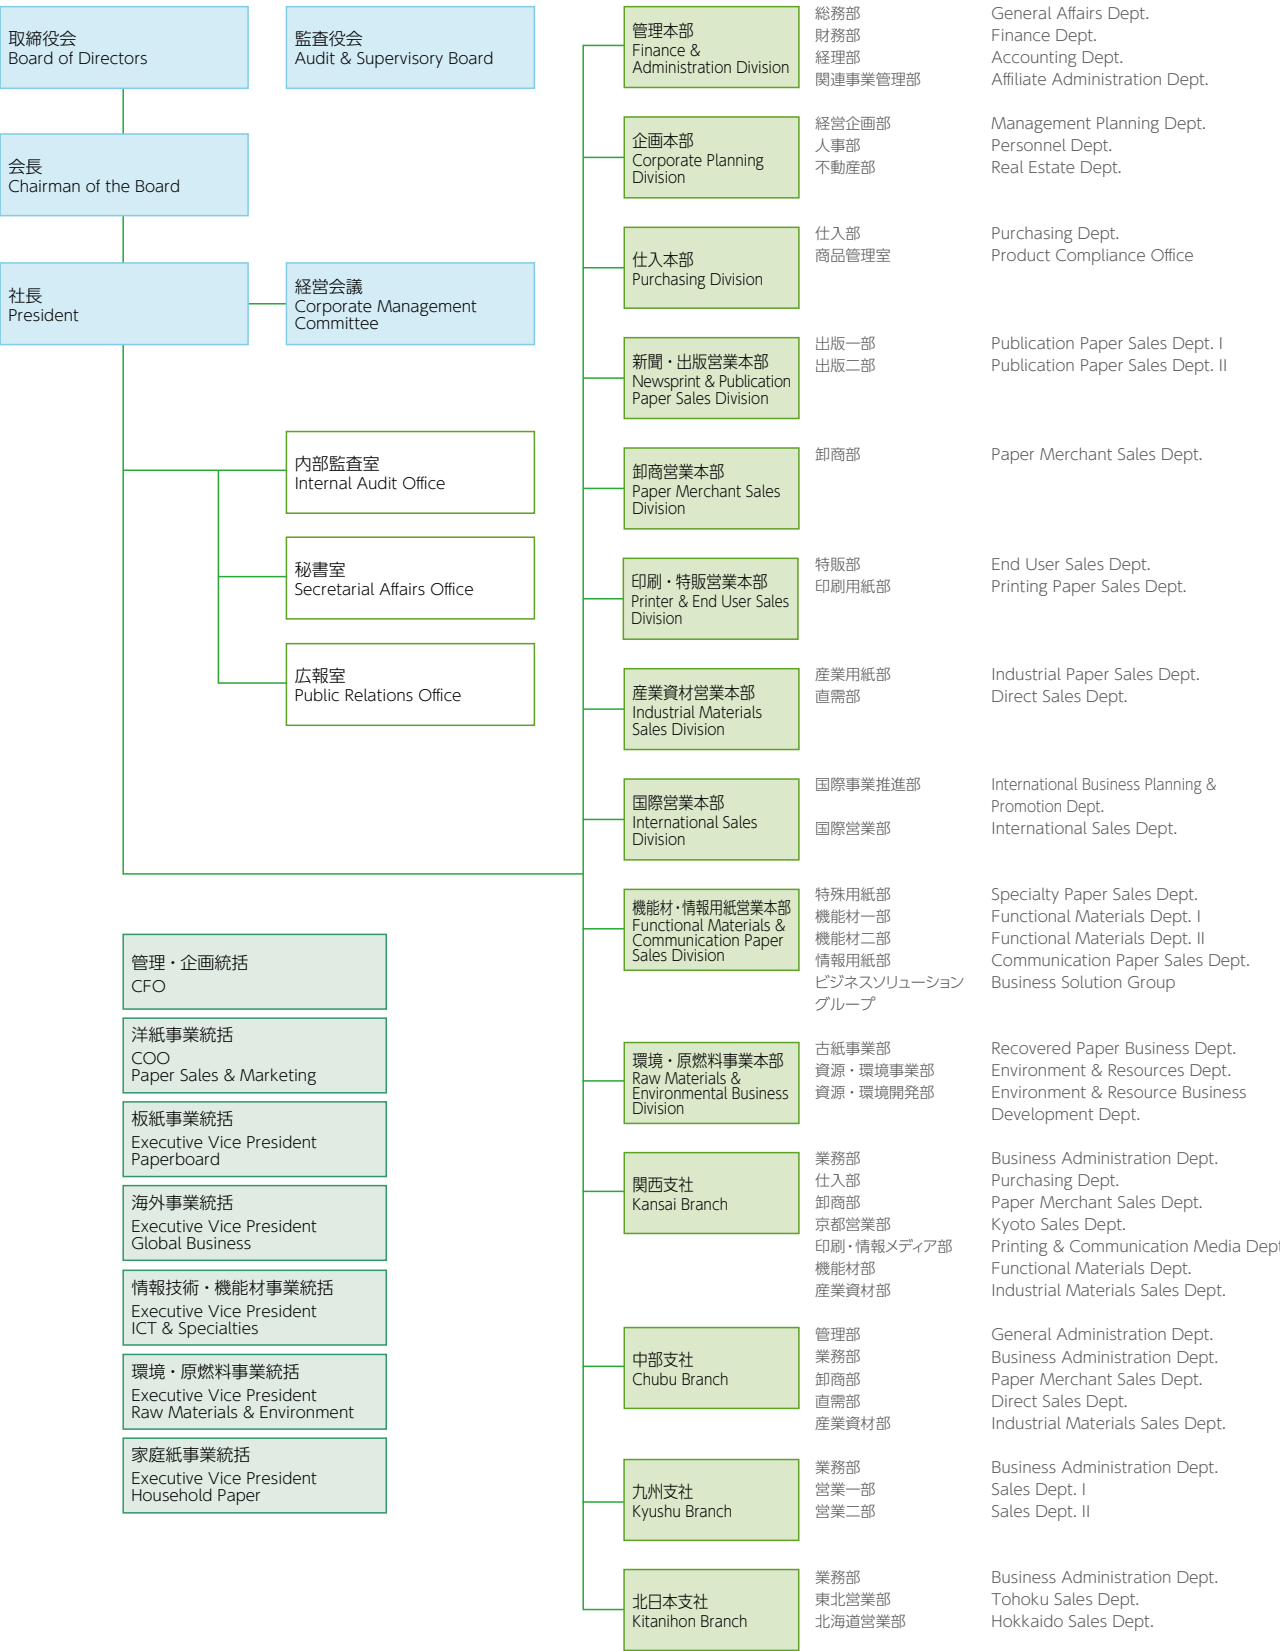 取締役会
Board of Directors
監査役会
Audit & Supervisory Board
会長
Chairman of the Board
社長
President
経営会議
Corporate Management
Committee
内部監査室
Internal Audit Office
秘書室
Secretarial Affairs Office
広報室
Public Relations Office
管理・企画統括
CFO
洋紙事業統括
COO
Paper Sales & Marketing
板紙事業統括
Executive Vice President
Paperboard
海外事業統括
Executive Vice President
Global Business
情報技術・機能材事業統括
Executive Vice President
ICT & Specialties
環境・原燃料事業統括
Executive Vice President
Raw Materials & Environment
家庭紙事業統括
Executive Vice President
Household Paper
管理本部
Finance &
Administration Division
総務部 General Affairs Dept.
財務部 Finance Dept.
経理部 Accounting Dept.
関連事業管理部 Affiliate Administration Dept.
企画本部
Corporate Planning
Division
経営企画部 Management Planning Dept.
人事部 Personnel Dept.
不動産部 Real Estate Dept.
仕入本部
Purchasing Division
仕入部 Purchasing Dept.
商品管理室 Product Compliance Office
新聞・出版営業本部
Newsprint & Publication
Paper Sales Division
出版一部 Publication Paper Sales Dept. I
出版二部 Publication Paper Sales Dept. II
卸商営業本部
Paper Merchant Sales
Division
卸商部 Paper Merchant Sales Dept.
印刷・特販営業本部
Printer & End User Sales
Division
特販部 End User Sales Dept.
印刷用紙部 Printing Paper Sales Dept.
産業資材営業本部
Industrial Materials
Sales Division
産業用紙部 Industrial Paper Sales Dept.
直需部 Direct Sales Dept.
国際営業本部
International Sales
Division
国際事業推進部 International Business Planning &
Promotion Dept.
国際営業部 International Sales Dept.
機能材・情報用紙営業本部
Functional Materials &
Communication Paper
Sales Division
特殊用紙部 Specialty Paper Sales Dept.
機能材一部 Functional Materials Dept. I
機能材二部 Functional Materials Dept. II
情報用紙部 Communication Paper Sales Dept.
ビジネスソリューション Business Solution Group
グループ
環境・原燃料事業本部
Raw Materials &
Environmental Business
Division
古紙事業部 Recovered Paper Business Dept.
資源・環境事業部 Environment & Resources Dept.
資源・環境開発部 Environment & Resource Business
Development Dept.
関西支社
Kansai Branch
業務部 Business Administration Dept.
仕入部 Purchasing Dept.
卸商部 Paper Merchant Sales Dept.
京都営業部 Kyoto Sales Dept.
印刷・情報メディア部 Printing & Communication Media Dept
機能材部 Functional Materials Dept.
産業資材部 Industrial Materials Sales Dept.
中部支社
Chubu Branch
管理部 General Administration Dept.
業務部 Business Administration Dept.
卸商部 Paper Merchant Sales Dept.
直需部 Direct Sales Dept.
産業資材部 Industrial Materials Sales Dept.
九州支社
Kyushu Branch
業務部 Business Administration Dept.
営業一部 Sales Dept. I
営業二部 Sales Dept. II
北日本支社
Kitanihon Branch
業務部 Business Administration Dept.
東北営業部 Tohoku Sales Dept.
北海道営業部 Hokkaido Sales Dept.